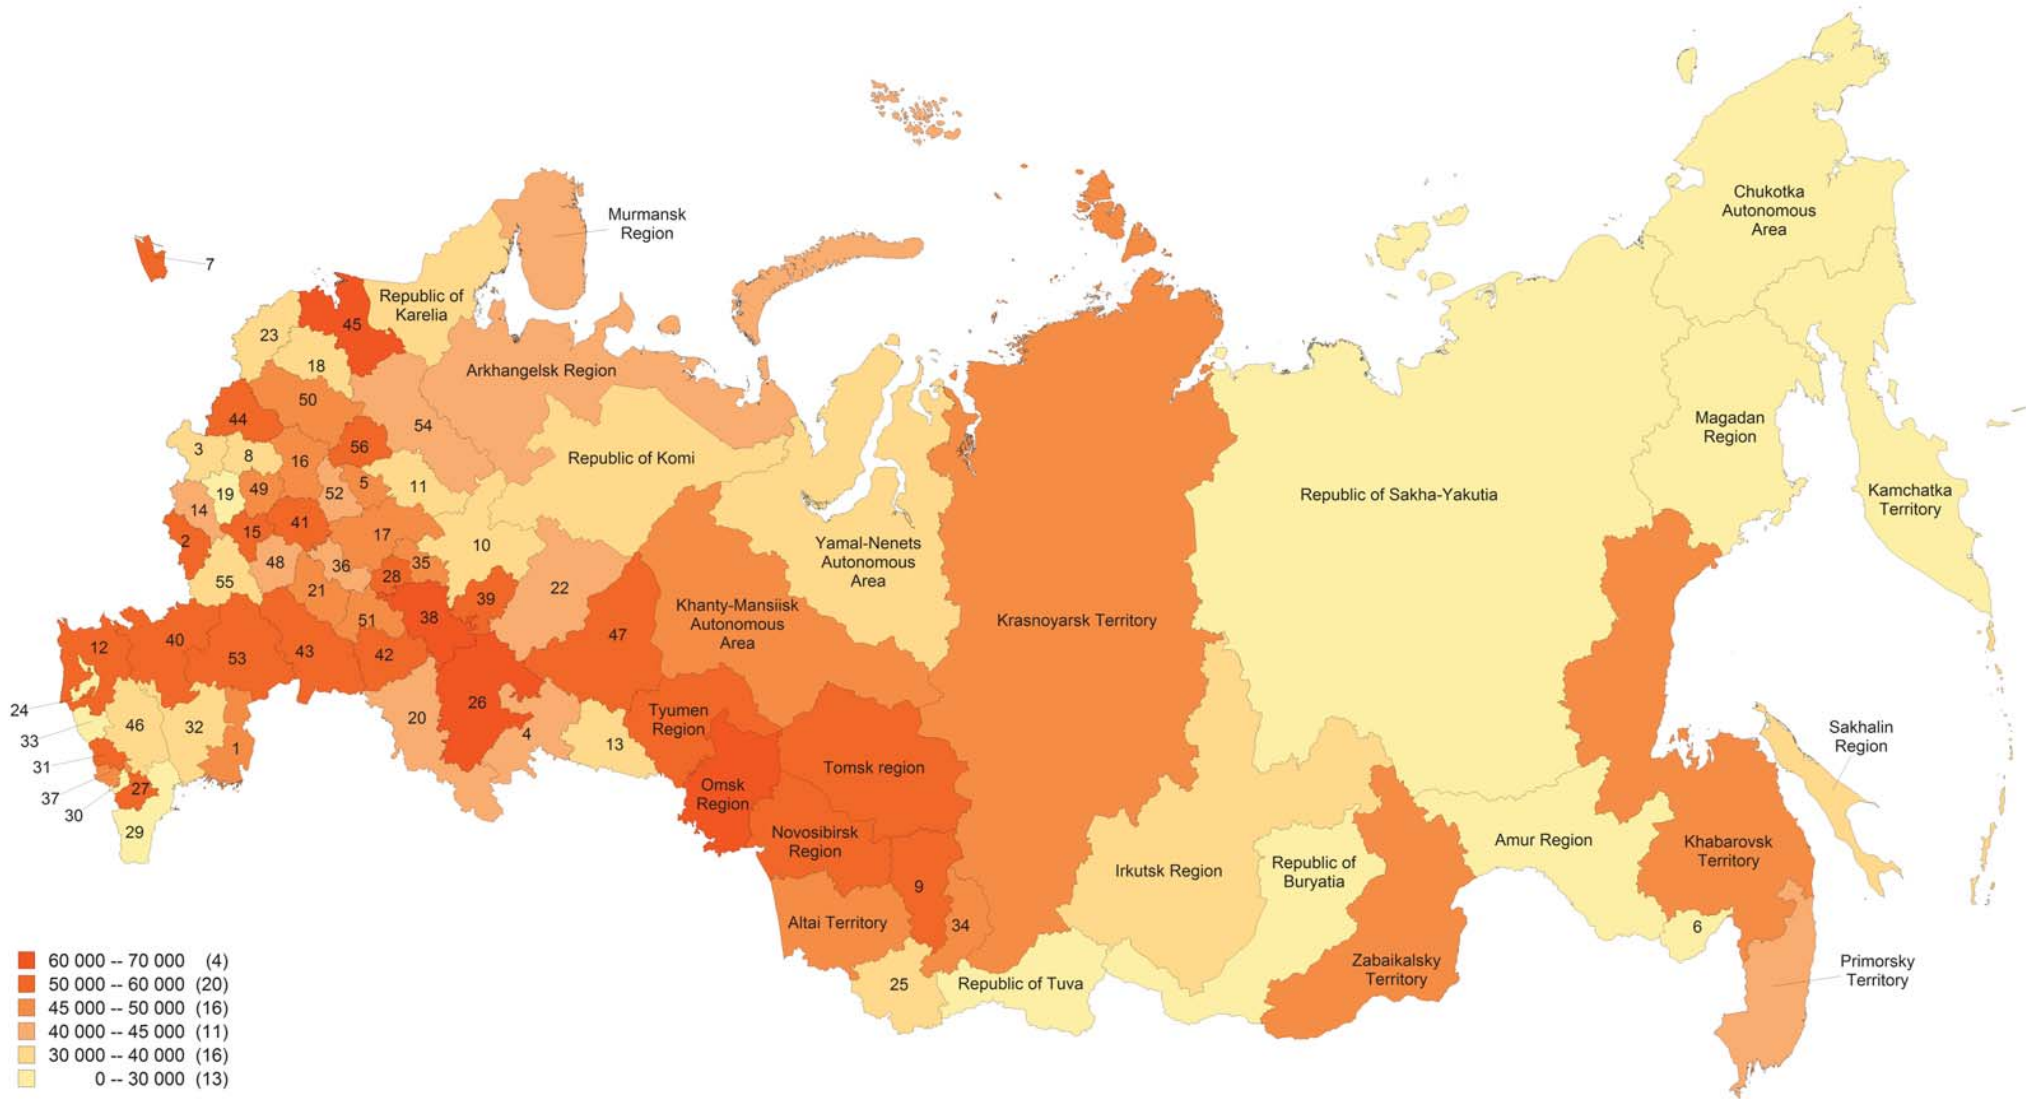 Chukotka
Autonomous
Area
Murmansk
Region
7
Republic of
Karelia
45
23
18
Arkhangelsk Region
50
44
54
Magadan
Region
56
3
8
16
Republic of Komi
5
52
11
19
49
14
Republic of Sakha-Yakutia
Kamchatka
Territory
41
15
2
17
10
Yamal-Nenets
Autonomous
Area
48
36
35
28
55
21
22
39
Khanty-Mansiisk
Autonomous
Area
38
51
Krasnoyarsk Territory
47
40
12
43
42
53
26
20
24
Tyumen
Region
46
32
33
4
13
1
Sakhalin
Region
31
Tomsk region
Omsk
Region
37
27
30
29
Novosibirsk
Region
Amur Region
Khabarovsk
Territory
Irkutsk Region
Republic of
Buryatia
9
Altai Territory
34
6
Zabaikalsky
Territory
Primorsky
Territory
25
Republic of Tuva
60 000 -- 70 000 (4)
50 000 -- 60 000 (20)
45 000 -- 50 000 (16)
40 000 -- 45 000 (11)
30 000 -- 40 000 (16)
0 -- 30 000 (13)